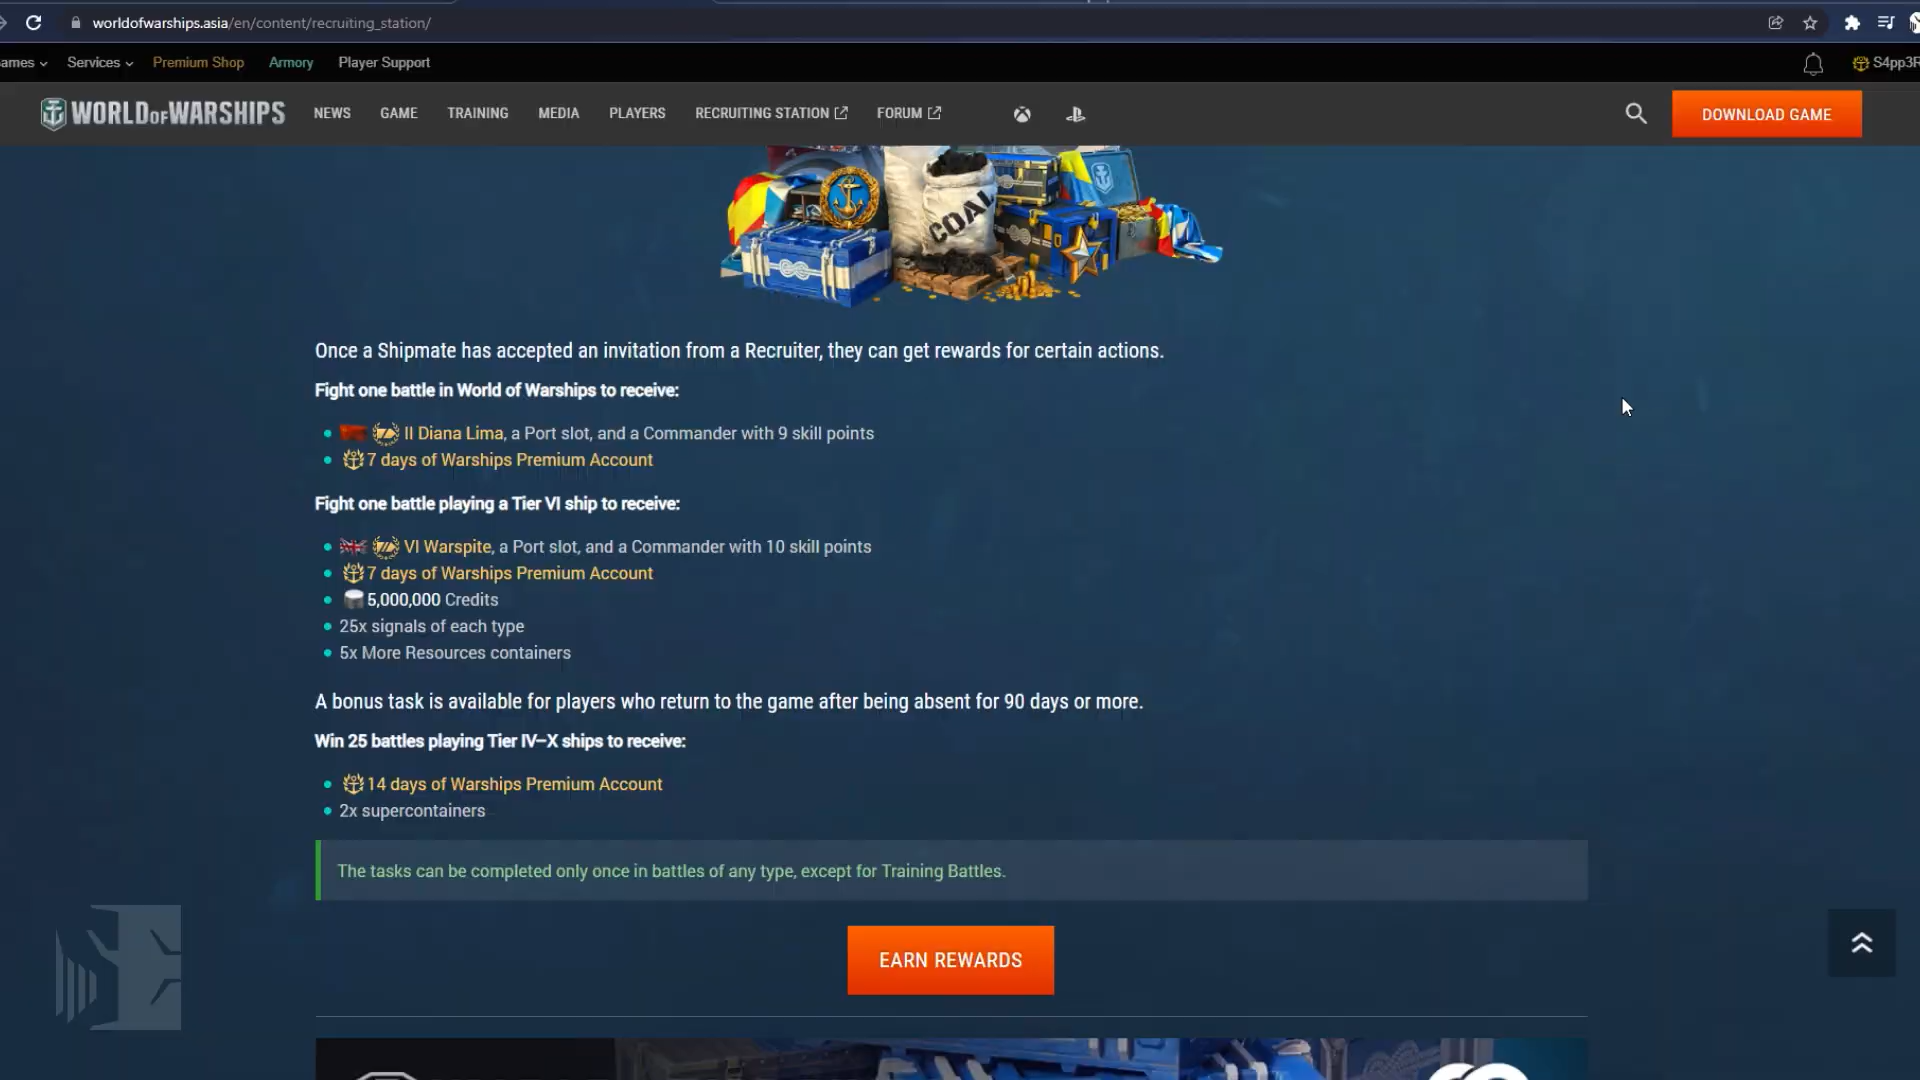 worldofwarships.asia/en/content/recruiting_station/
Services
Premium Shop
Armory
Player Support
WORLD OF WARSHIPS
NEWS
GAME
TRAINING
MEDIA
PLAYERS
RECRUITING STATION
FORUM
DOWNLOAD GAME
COAL
Once a Shipmate has accepted an invitation from a Recruiter, they can get rewards for certain actions.
Fight one battle in World of Warships to receive:
II Diana Lima, a Port slot, and a Commander with 9 skill points
7 days of Warships Premium Account
Fight one battle playing a Tier VI ship to receive:
VI Warspite, a Port slot, and a Commander with 10 skill points
7 days of Warships Premium Account
5,000,000 Credits
25x signals of each type
5x More Resources containers
A bonus task is available for players who return to the game after being absent for 90 days or more.
Win 25 battles playing Tier IV–X ships to receive:
14 days of Warships Premium Account
2x supercontainers
The tasks can be completed only once in battles of any type, except for Training Battles.
EARN REWARDS